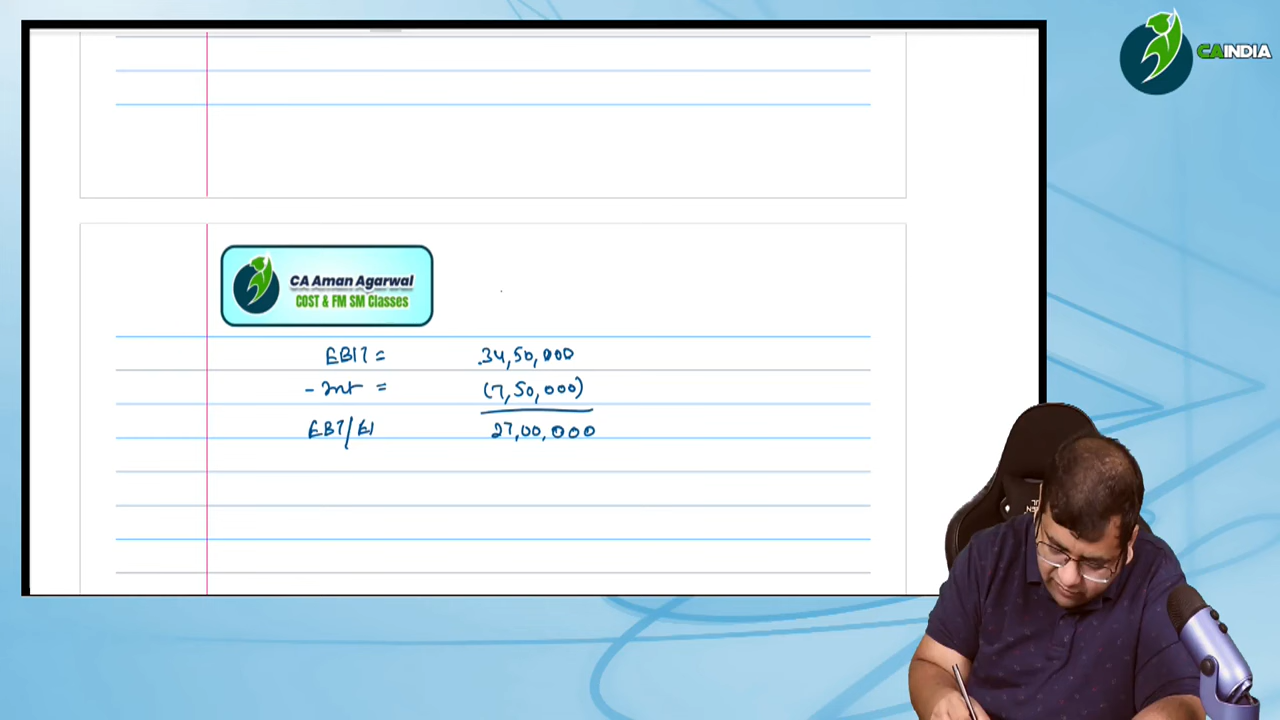 CAINDIA
CA Aman Agarwal
COST & FM SM Classes
EBIT = 34,50,000
- Int = (7,50,000)
EBT/EA 27,00,000